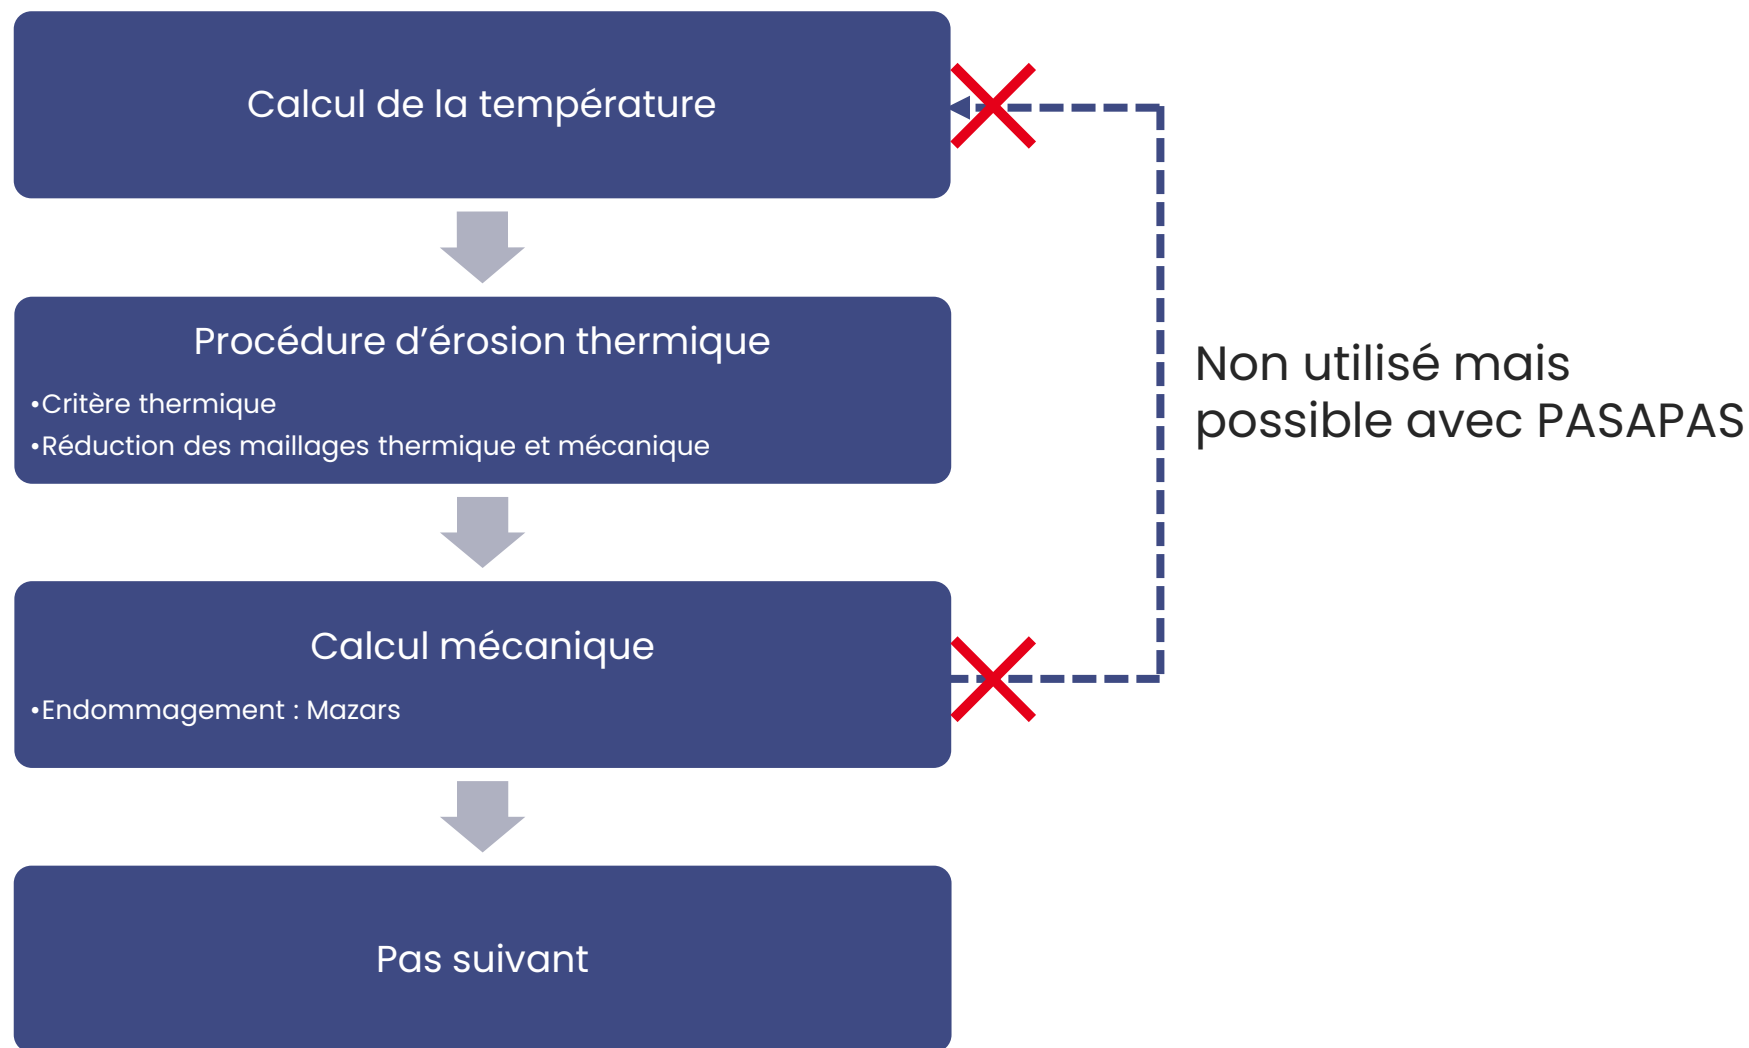 Calcul de la température
Procédure d’érosion thermique
•Critère thermique
•Réduction des maillages thermique et mécanique
Calcul mécanique
•Endommagement : Mazars
Pas suivant
Non utilisé mais
possible avec PASAPAS